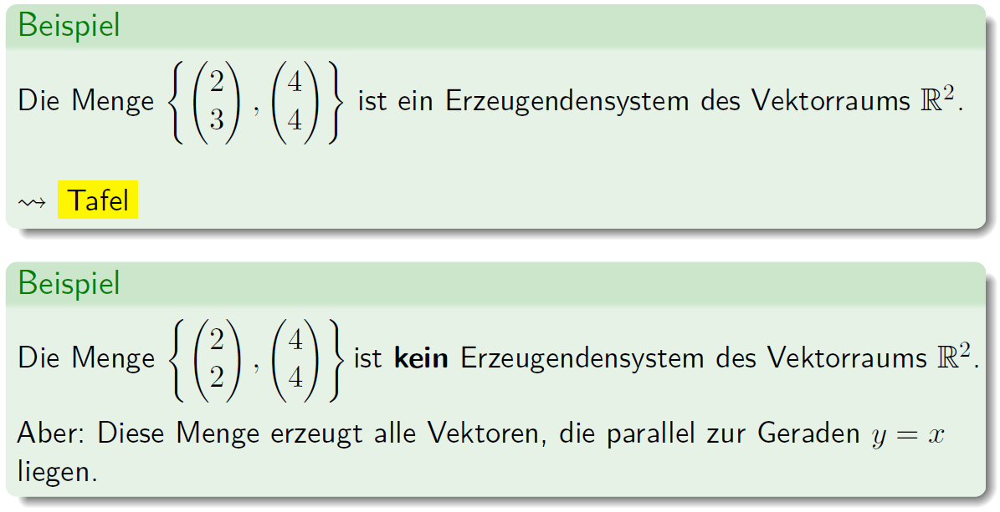 Beispiel
Die Menge $\left\{ \begin{pmatrix} 2 \\ 3 \end{pmatrix}, \begin{pmatrix} 4 \\ 4 \end{pmatrix} \right\}$ ist ein Erzeugendensystem des Vektorraums $\mathbb{R}^2$.
⇝ Tafel
Beispiel
Die Menge $\left\{ \begin{pmatrix} 2 \\ 2 \end{pmatrix}, \begin{pmatrix} 4 \\ 4 \end{pmatrix} \right\}$ ist kein Erzeugendensystem des Vektorraums $\mathbb{R}^2$.
Aber: Diese Menge erzeugt alle Vektoren, die parallel zur Geraden $y = x$
liegen.